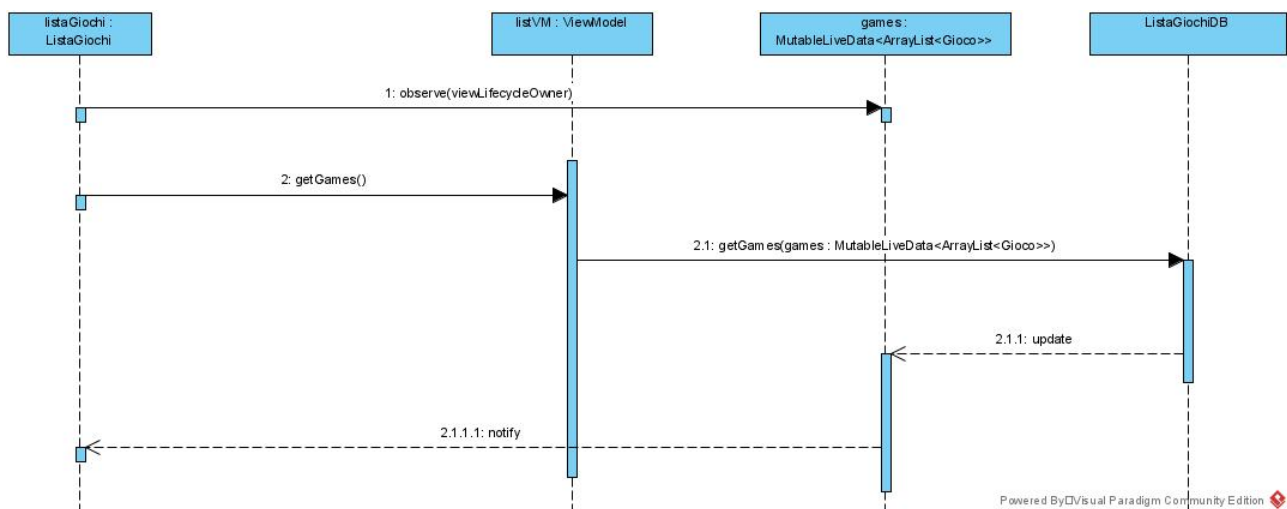 listaGiochi :
ListaGiochi
listVM : ViewModel
games :
MutableLiveData<ArrayList<Gioco>>
ListaGiochiDB
1: observe(viewLifecycleOwner)
2: getGames()
2.1: getGames(games : MutableLiveData<ArrayList<Gioco>>)
2.1.1: update
2.1.1.1: notify
Powered By□Visual Paradigm Community Edition